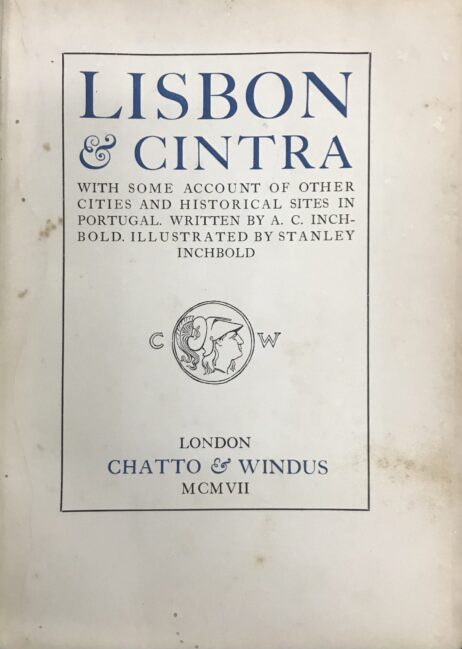 LISBON
& CINTRA
WITH SOME ACCOUNT OF OTHER
CITIES AND HISTORICAL SITES IN
PORTUGAL. WRITTEN BY A. C. INCH-
BOLD. ILLUSTRATED BY STANLEY
INCHBOLD
C W
LONDON
CHATTO & WINDUS
MCMVII